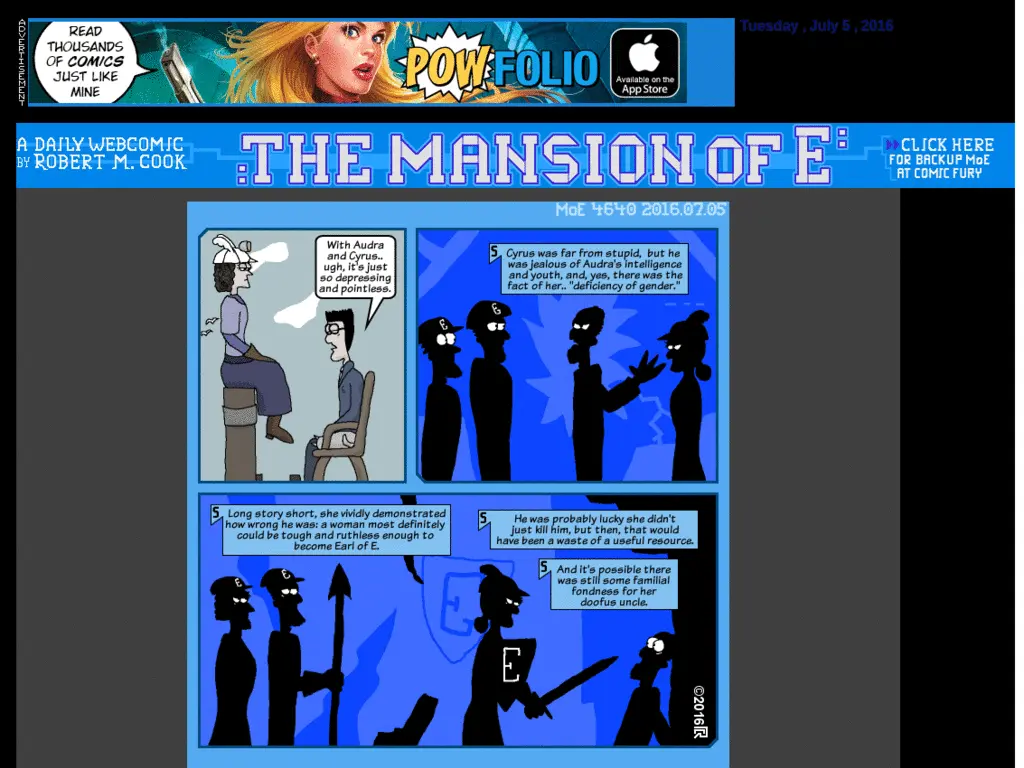 ADVERTISEMENT
READ
THOUSANDS
OF COMICS
JUST LIKE
MINE
POWFOLIO
Available on the
App Store
Tuesday , July 5 , 2016
A DAILY WEBCOMIC
BY ROBERT M. COOK
:THE MANSION OF E:
CLICK HERE
FOR BACKUP MoE
AT COMIC FURY
MoE 4640 2016.07.05
With Audra
and Cyrus..
ugh, it's just
so depressing
and pointless.
S
Cyrus was far from stupid, but he
was jealous of Audra's intelligence
and youth, and, yes, there was the
fact of her.. "deficiency of gender."
E
E
S
Long story short, she vividly demonstrated
how wrong he was: a woman most definitely
could be tough and ruthless enough to
become Earl of E.
S
He was probably lucky she didn't
just kill him, but then, that would
have been a waste of a useful resource.
S
And it's possible there
was still some familial
fondness for her
doofus uncle.
E
E
E
E
©2016R